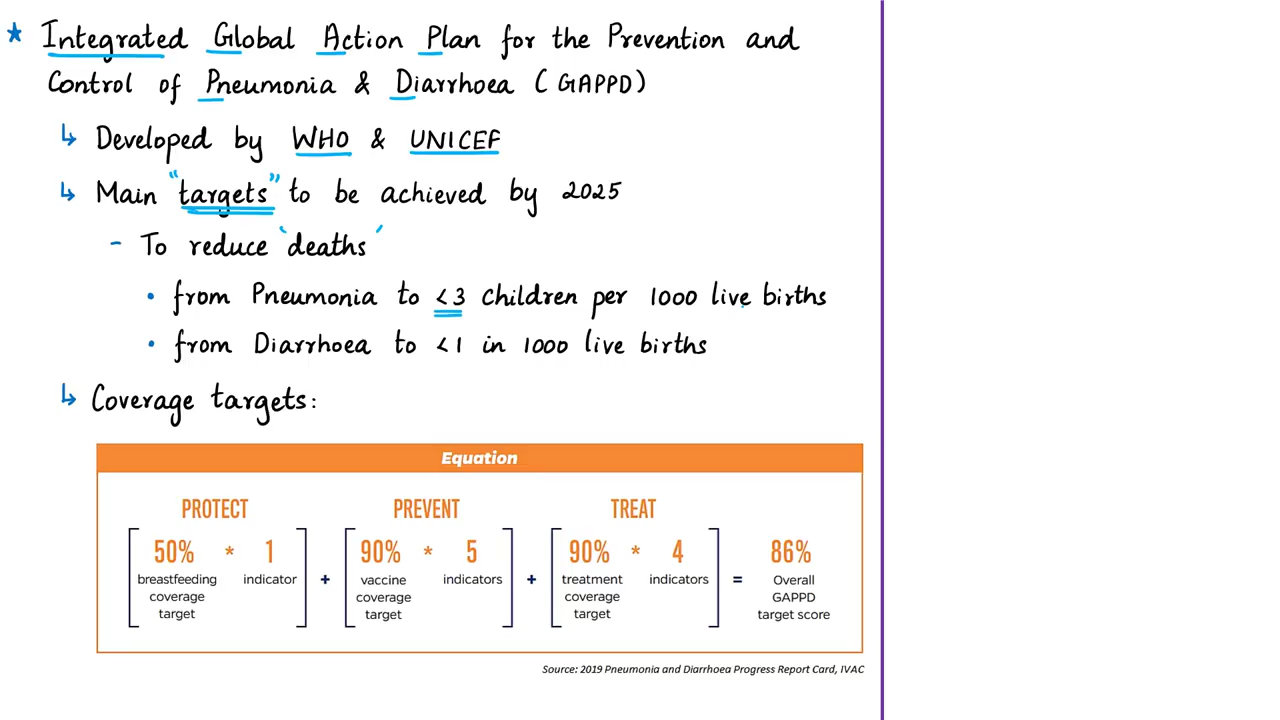 * Integrated Global Action Plan for the Prevention and
Control of Pneumonia & Diarrhoea (GAPPD)
↳ Developed by WHO & UNICEF
↳ Main "targets" to be achieved by 2025
- To reduce 'deaths'
• from Pneumonia to <3 children per 1000 live births
• from Diarrhoea to <1 in 1000 live births
↳ Coverage targets:
Equation
PROTECT PREVENT TREAT
[50% * 1] + [90% * 5] + [90% * 4] = 86%
breastfeeding indicator vaccine indicators treatment indicators Overall
coverage coverage coverage GAPPD
target target target target score
Source: 2019 Pneumonia and Diarrhoea Progress Report Card, IVAC